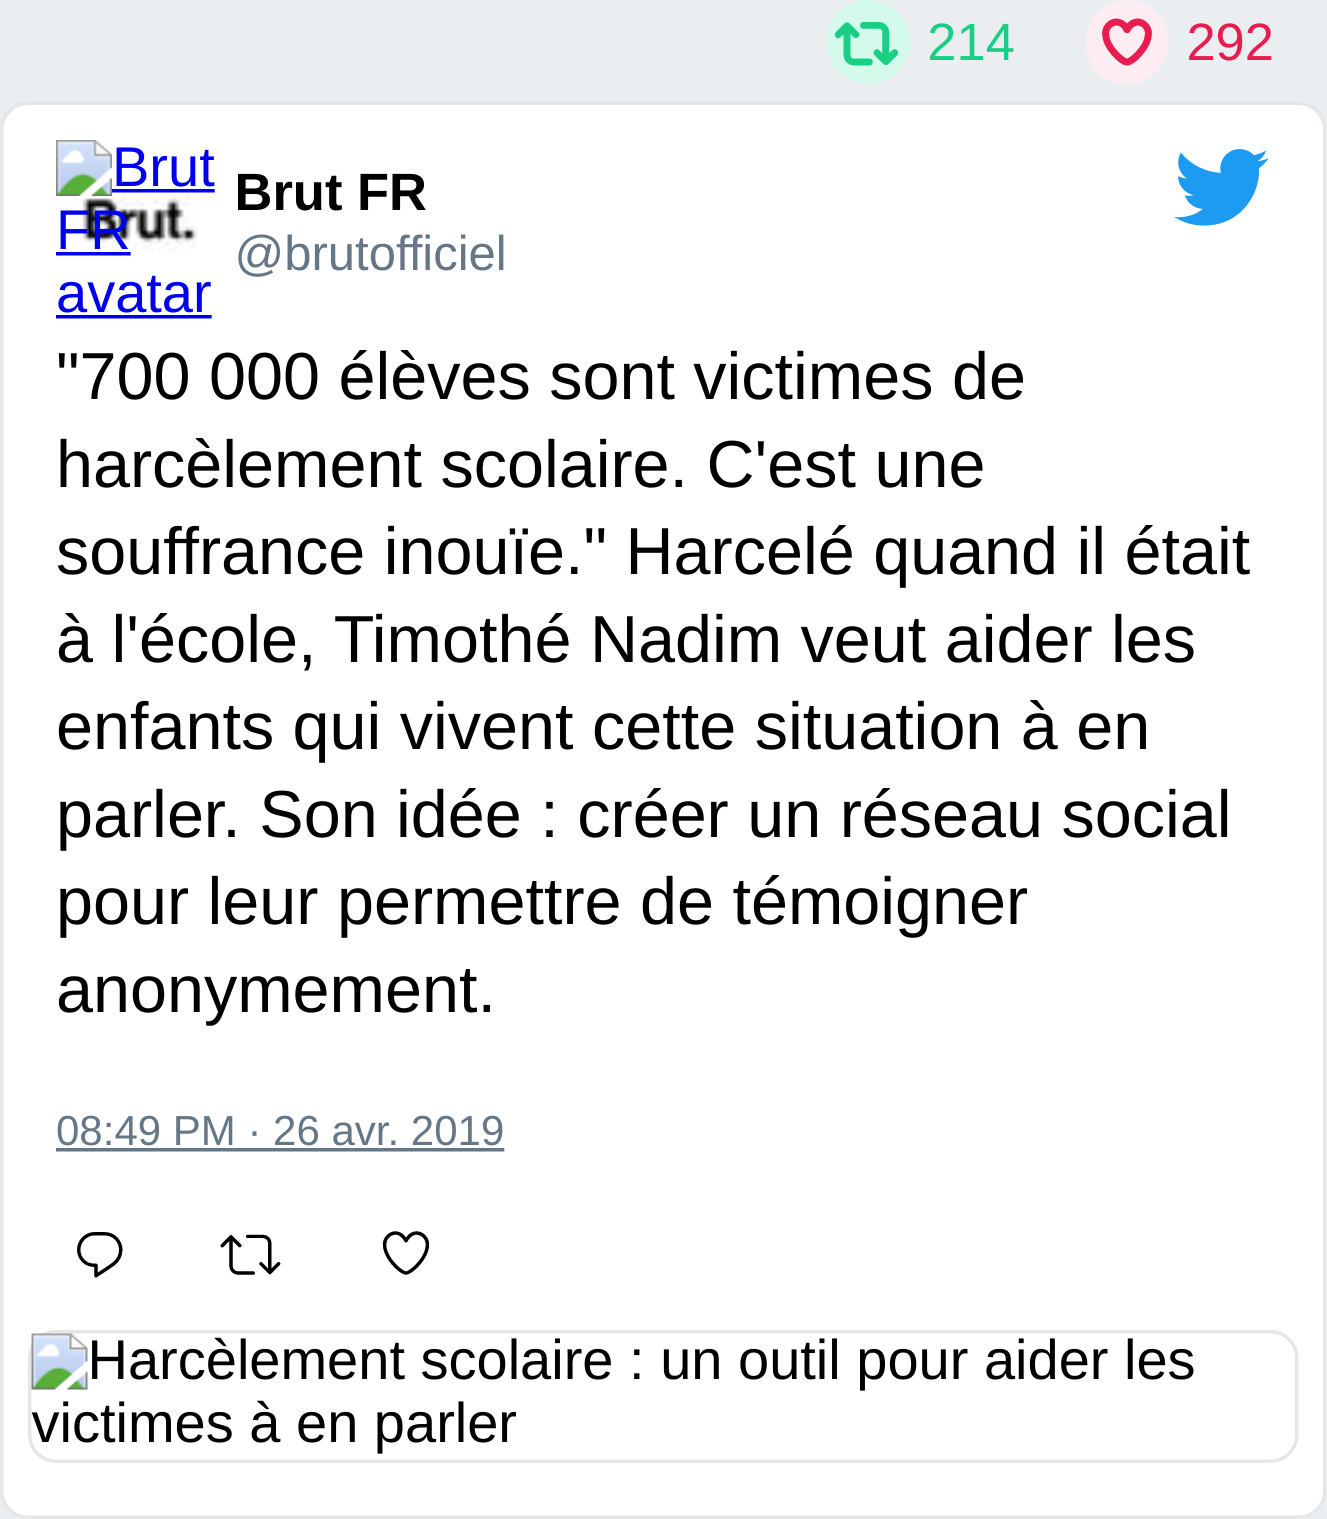 214 292
Brut
FR
avatar
Brut.
Brut FR
@brutofficiel
"700 000 élèves sont victimes de
harcèlement scolaire. C'est une
souffrance inouïe." Harcelé quand il était
à l'école, Timothé Nadim veut aider les
enfants qui vivent cette situation à en
parler. Son idée : créer un réseau social
pour leur permettre de témoigner
anonymement.
08:49 PM · 26 avr. 2019
Harcèlement scolaire : un outil pour aider les
victimes à en parler